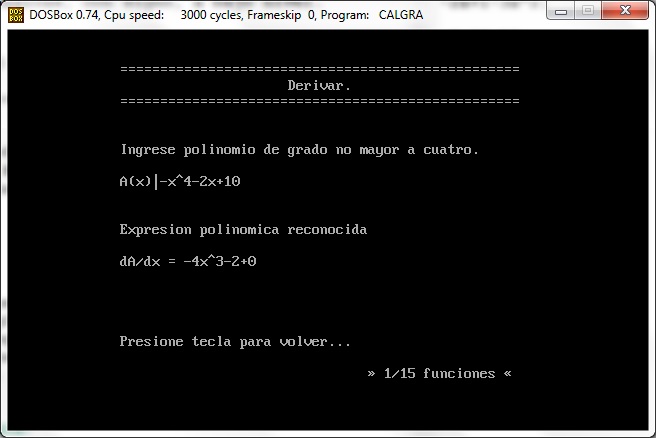 DOSBox 0.74, Cpu speed: 3000 cycles, Frameskip 0, Program: CALGRA
==================================================
Derivar.
==================================================
Ingrese polinomio de grado no mayor a cuatro.
A(x)|-x^4-2x+10
Expresion polinomica reconocida
dA/dx = -4x^3-2+0
Presione tecla para volver...
» 1/15 funciones «